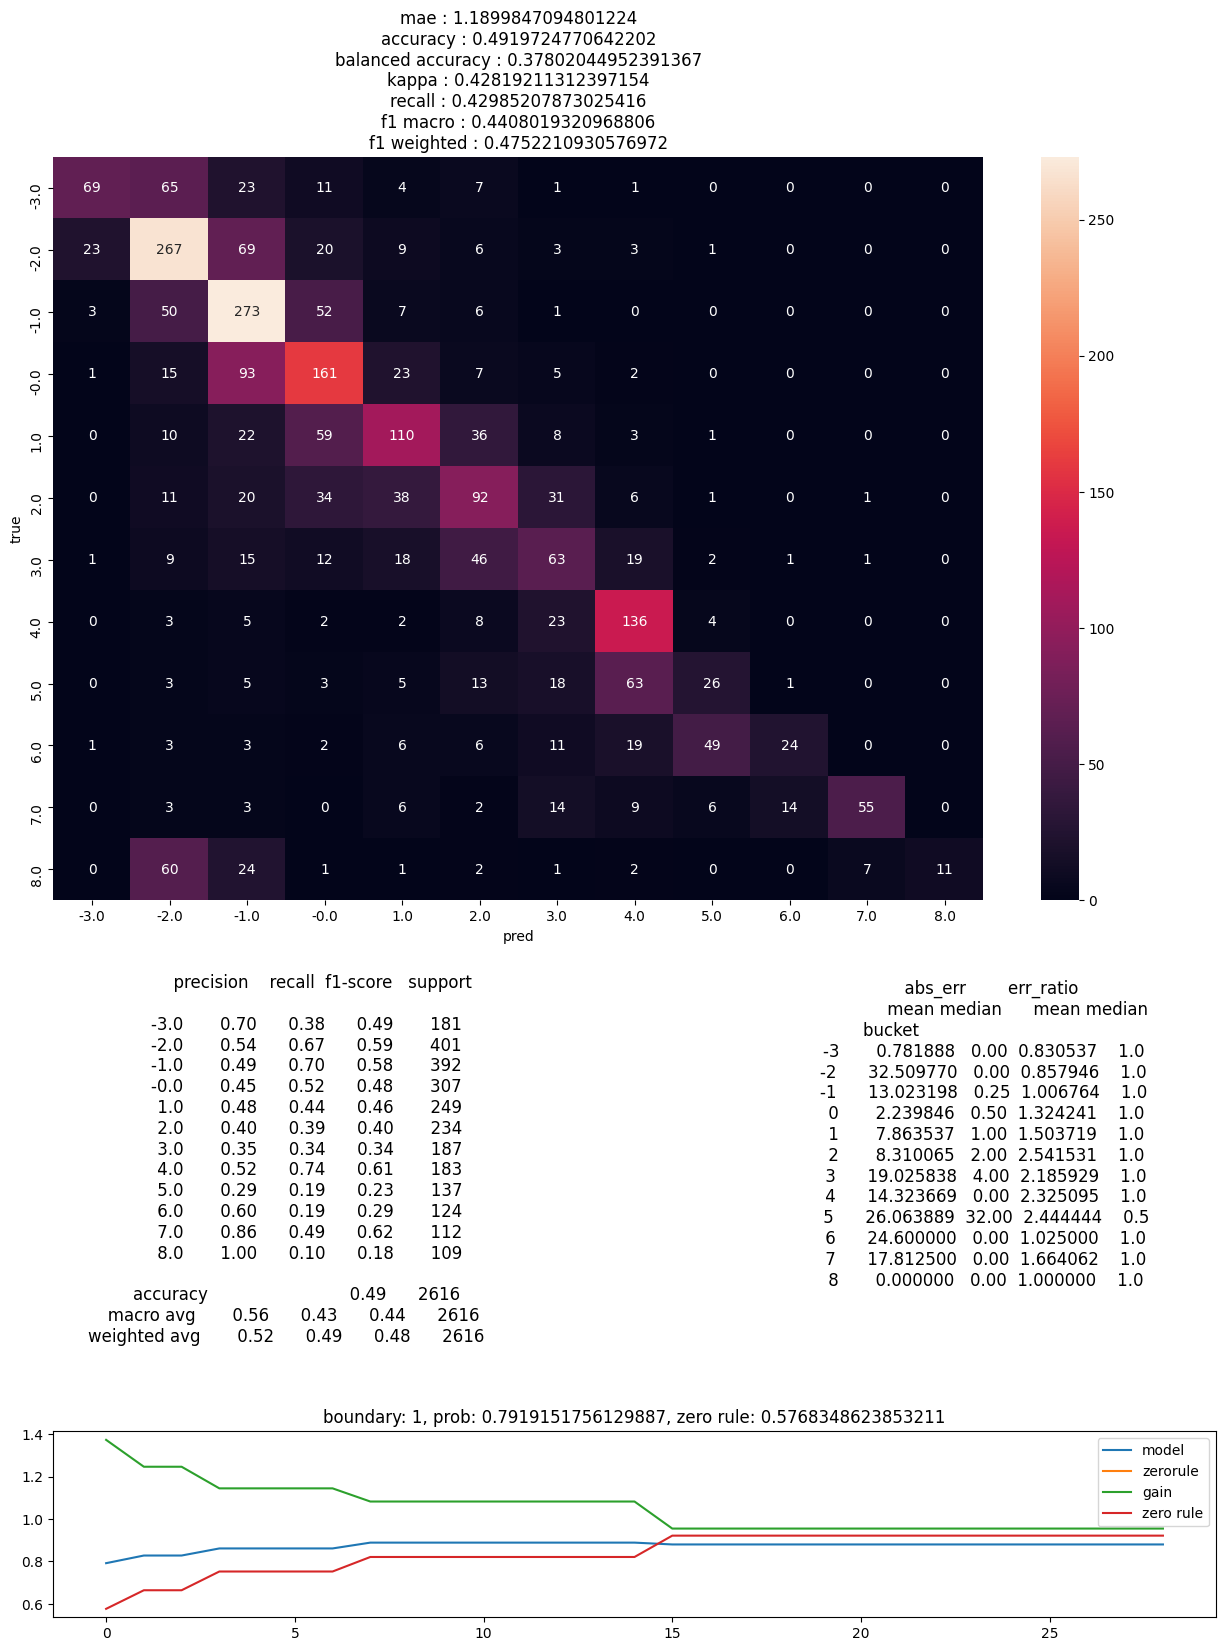 mae : 1.1899847094801224
accuracy : 0.4919724770642202
balanced accuracy : 0.37802044952391367
kappa : 0.428192113123971​54
recall : 0.42985207873025416
f1 macro : 0.4408019320968806
f1 weighted : 0.4752210930576972
-3.0 69 65 23 11 4 7 1 1 0 0 0 0
-2.0 23 267 69 20 9 6 3 3 1 0 0 0
-1.0 3 50 273 52 7 6 1 0 0 0 0 0
-0.0 1 15 93 161 23 7 5 2 0 0 0 0
1.0 0 10 22 59 110 36 8 3 1 0 0 0
2.0 0 11 20 34 38 92 31 6 1 0 1 0
3.0 1 9 15 12 18 46 63 19 2 1 1 0
4.0 0 3 5 2 2 8 23 136 4 0 0 0
5.0 0 3 5 3 5 13 18 63 26 1 0 0
6.0 1 3 3 2 6 6 11 19 49 24 0 0
7.0 0 3 3 0 6 2 14 9 6 14 55 0
8.0 0 60 24 1 1 2 1 2 0 0 7 11
true
-3.0 -2.0 -1.0 -0.0 1.0 2.0 3.0 4.0 5.0 6.0 7.0 8.0
pred
250
200
150
100
50
0
precision recall f1-score support
-3.0 0.70 0.38 0.49 181
-2.0 0.54 0.67 0.59 401
-1.0 0.49 0.70 0.58 392
-0.0 0.45 0.52 0.48 307
1.0 0.48 0.44 0.46 249
2.0 0.40 0.39 0.40 234
3.0 0.35 0.34 0.34 187
4.0 0.52 0.74 0.61 183
5.0 0.29 0.19 0.23 137
6.0 0.60 0.19 0.29 124
7.0 0.86 0.49 0.62 112
8.0 1.00 0.10 0.18 109
accuracy 0.49 2616
macro avg 0.56 0.43 0.44 2616
weighted avg 0.52 0.49 0.48 2616
abs_err err_ratio
mean median mean median
bucket
-3 0.781888 0.00 0.830537 1.0
-2 32.509770 0.00 0.857946 1.0
-1 13.023198 0.25 1.006764 1.0
0 2.239846 0.50 1.324241 1.0
1 7.863537 1.00 1.503719 1.0
2 8.310065 2.00 2.541531 1.0
3 19.025838 4.00 2.185929 1.0
4 14.323669 0.00 2.325095 1.0
5 26.063889 32.00 2.444444 0.5
6 24.600000 0.00 1.025000 1.0
7 17.812500 0.00 1.664062 1.0
8 0.000000 0.00 1.000000 1.0
boundary: 1, prob: 0.7919151756129887, zero rule: 0.5768348623853211
1.4
1.2
1.0
0.8
0.6
model
zerorule
gain
zero rule
0 5 10 15 20 25